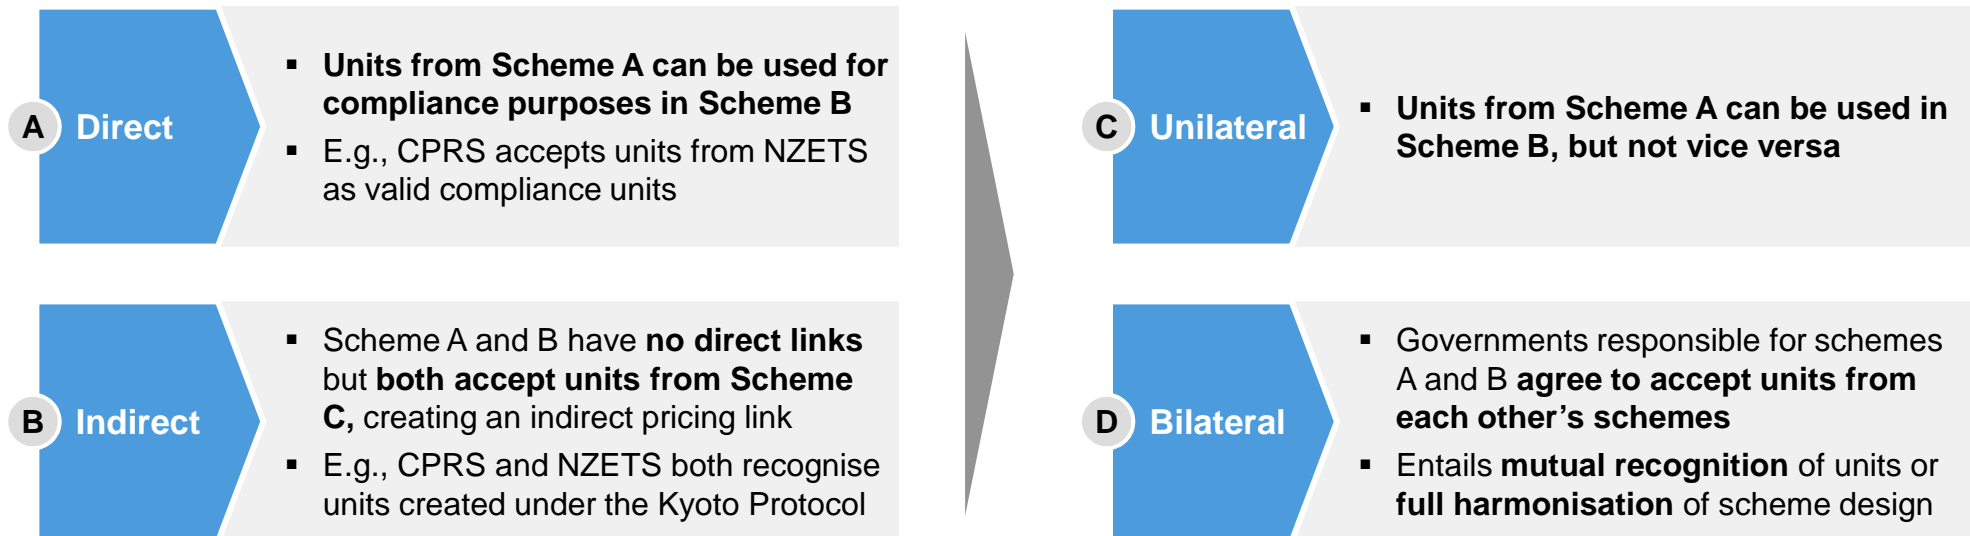 A Direct
▪ Units from Scheme A can be used for
compliance purposes in Scheme B
▪ E.g., CPRS accepts units from NZETS
as valid compliance units
B Indirect
▪ Scheme A and B have no direct links
but both accept units from Scheme
C, creating an indirect pricing link
▪ E.g., CPRS and NZETS both recognise
units created under the Kyoto Protocol
C Unilateral
▪ Units from Scheme A can be used in
Scheme B, but not vice versa
D Bilateral
▪ Governments responsible for schemes
A and B agree to accept units from
each other’s schemes
▪ Entails mutual recognition of units or
full harmonisation of scheme design